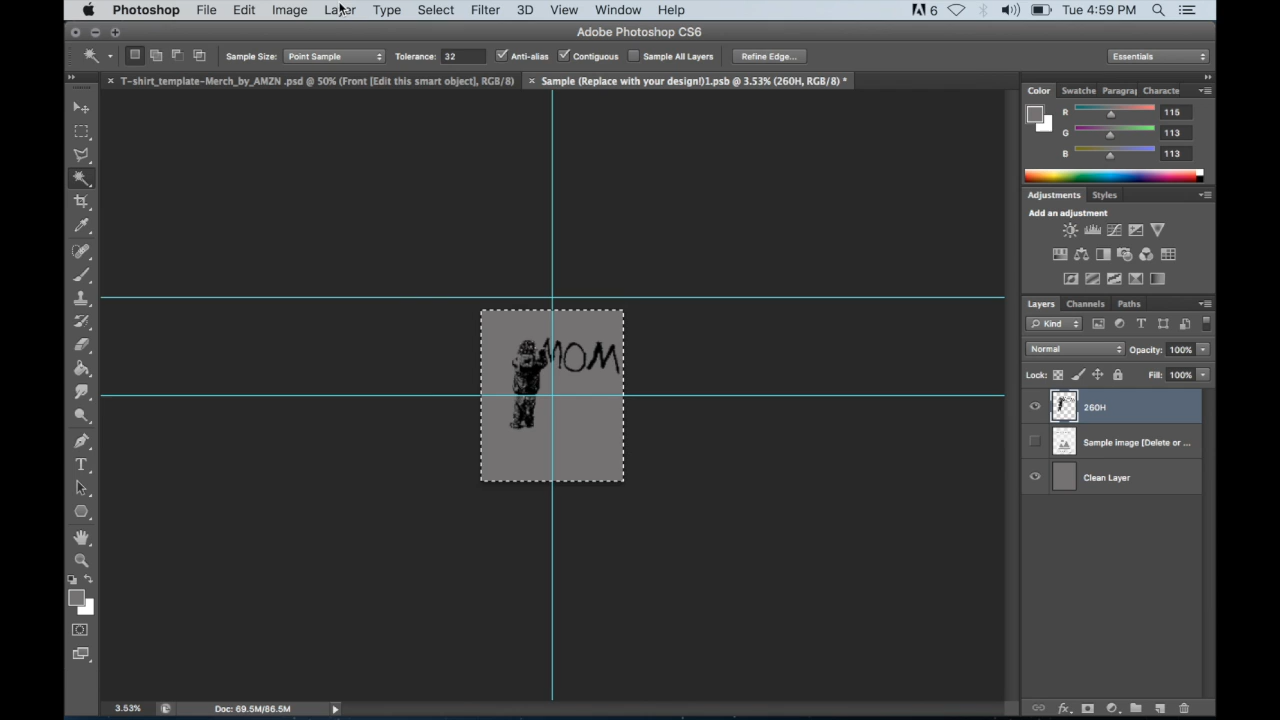 Photoshop File Edit Image Layer Type Select Filter 3D View Window Help 6 Tue 4:59 PM
Adobe Photoshop CS6
Sample Size: Point Sample Tolerance: 32 Anti-alias Contiguous Sample All Layers Refine Edge... Essentials
T-shirt_template-Merch_by_AMZN .psd @ 50% (Front [Edit this smart object], RGB/8) Sample (Replace with your design!)1.psb @ 3.53% (260H, RGB/8) *
Color Swatche Paragraj Characte
R 115
G 113
B 113
Adjustments Styles
Add an adjustment
MOM
Layers Channels Paths
Kind
Normal Opacity: 100%
Lock: Fill: 100%
260H
Sample image [Delete or ...
Clean Layer
3.53% Doc: 69.5M/86.5M